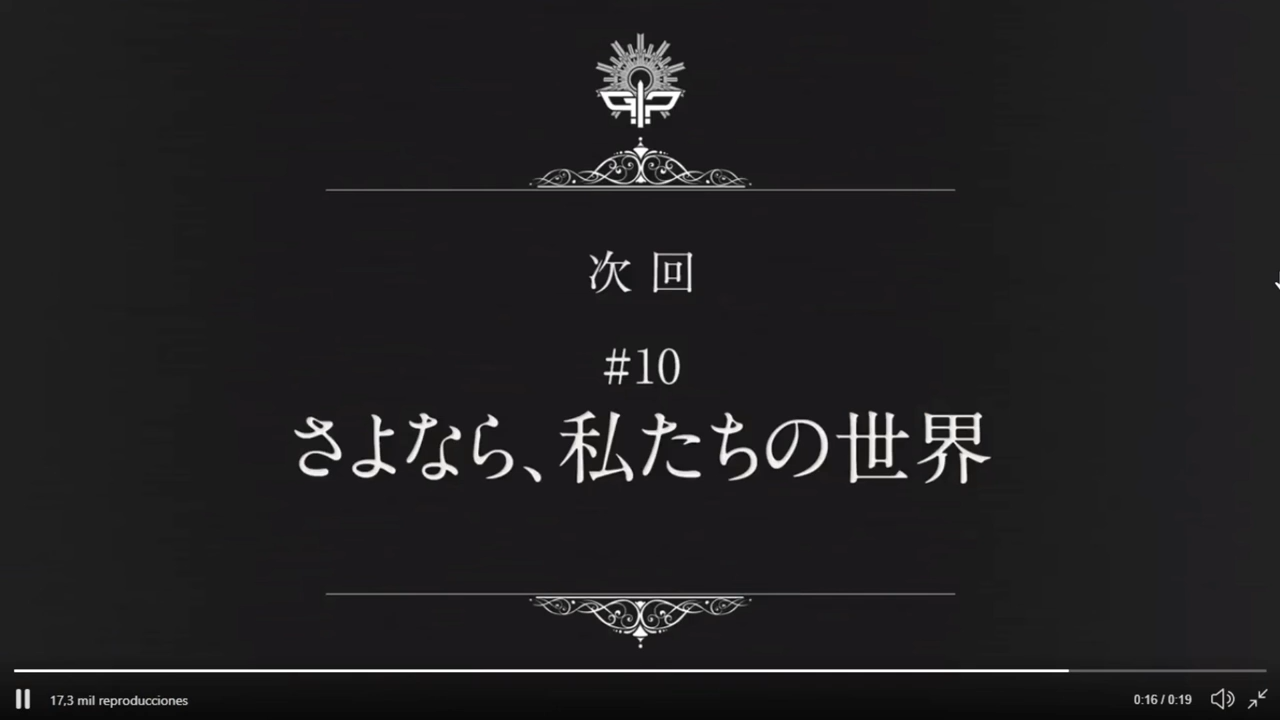 次回
#10
さよなら、私たちの世界
17,3 mil reproducciones
0:16 / 0:19